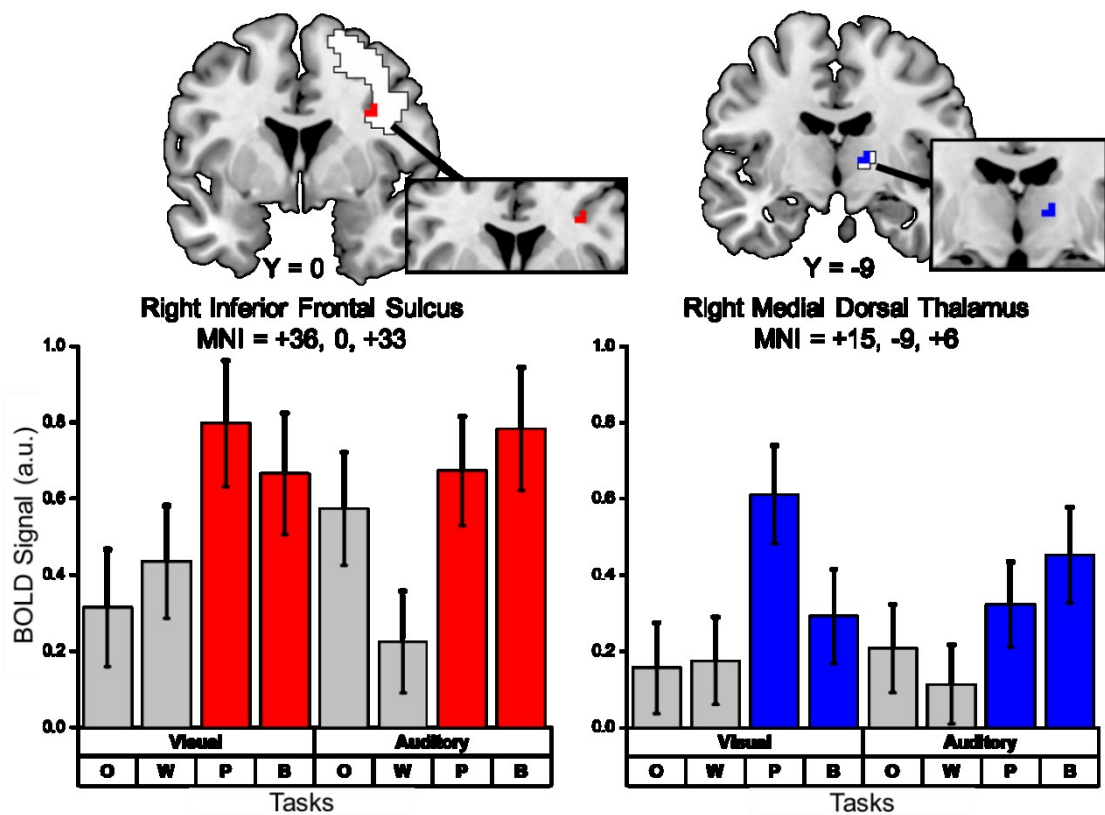 Y = 0
Y = -9
Right Inferior Frontal Sulcus
MNI = +36, 0, +33
Right Medial Dorsal Thalamus
MNI = +15, -9, +6
BOLD Signal (a.u.)
1.0
0.8
0.6
0.4
0.2
0.0
Visual Auditory
O W P B O W P B
Tasks
1.0
0.8
0.6
0.4
0.2
0.0
Visual Auditory
O W P B O W P B
Tasks